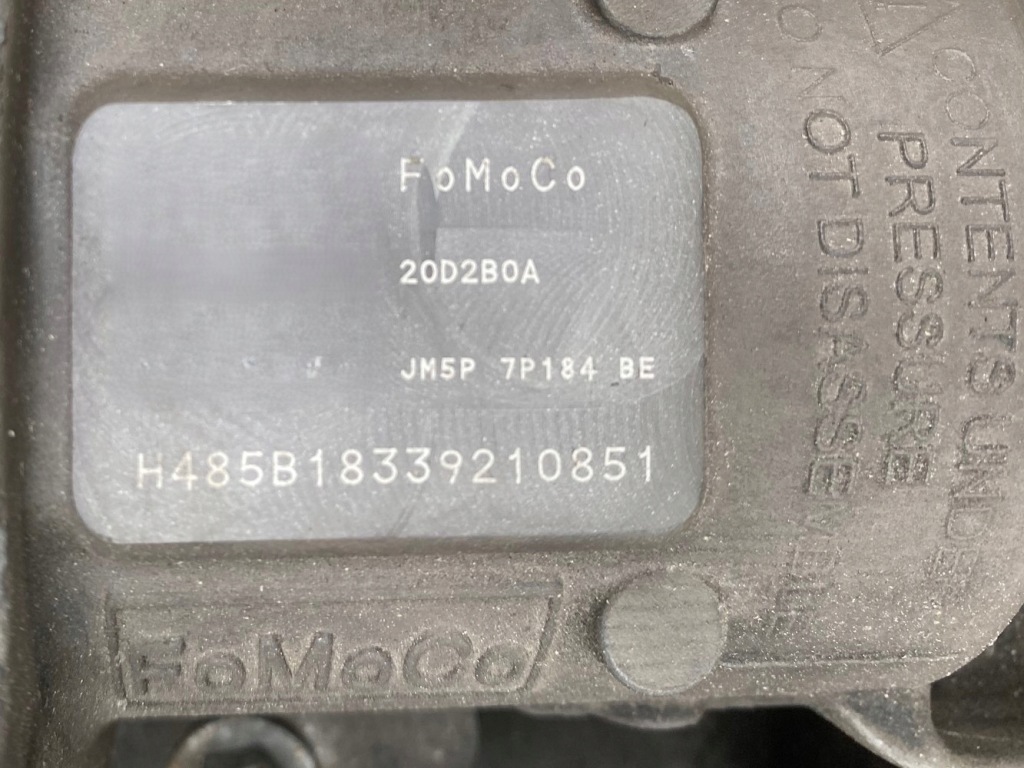 FoMoCo
20D2B0A
JM5P 7P184 BE
H485B18339210851
FoMoCo
CONTENTS UNDER
PRESSURE
DO NOT DISASSEMBLE